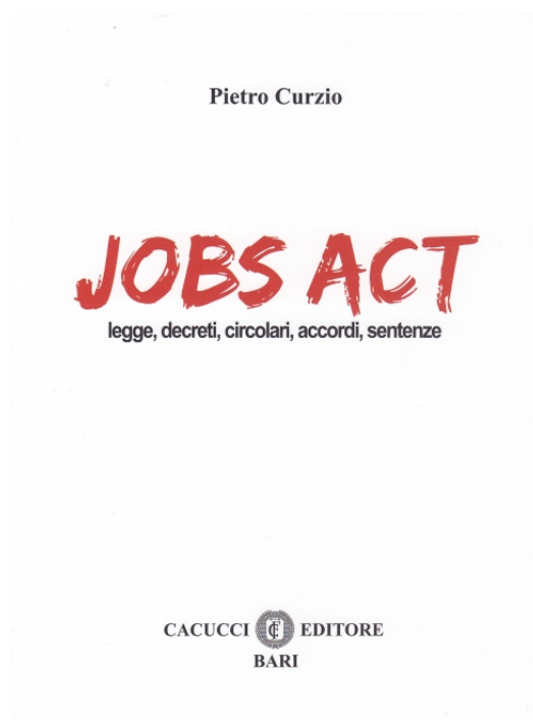 Pietro Curzio
JOBS ACT
legge, decreti, circolari, accordi, sentenze
CACUCCI EDITORE
BARI